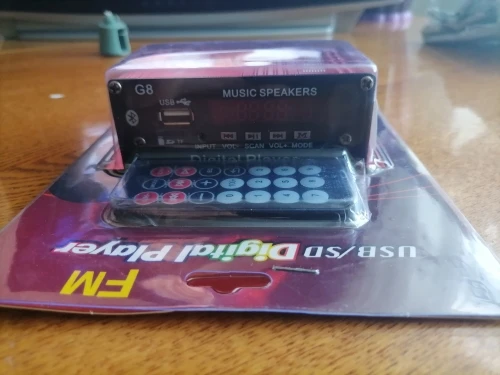 G8
MUSIC SPEAKERS
USB
INPUT VOL- SCAN VOL+ MODE
Digital Player
USB/SD Digital Player
FM